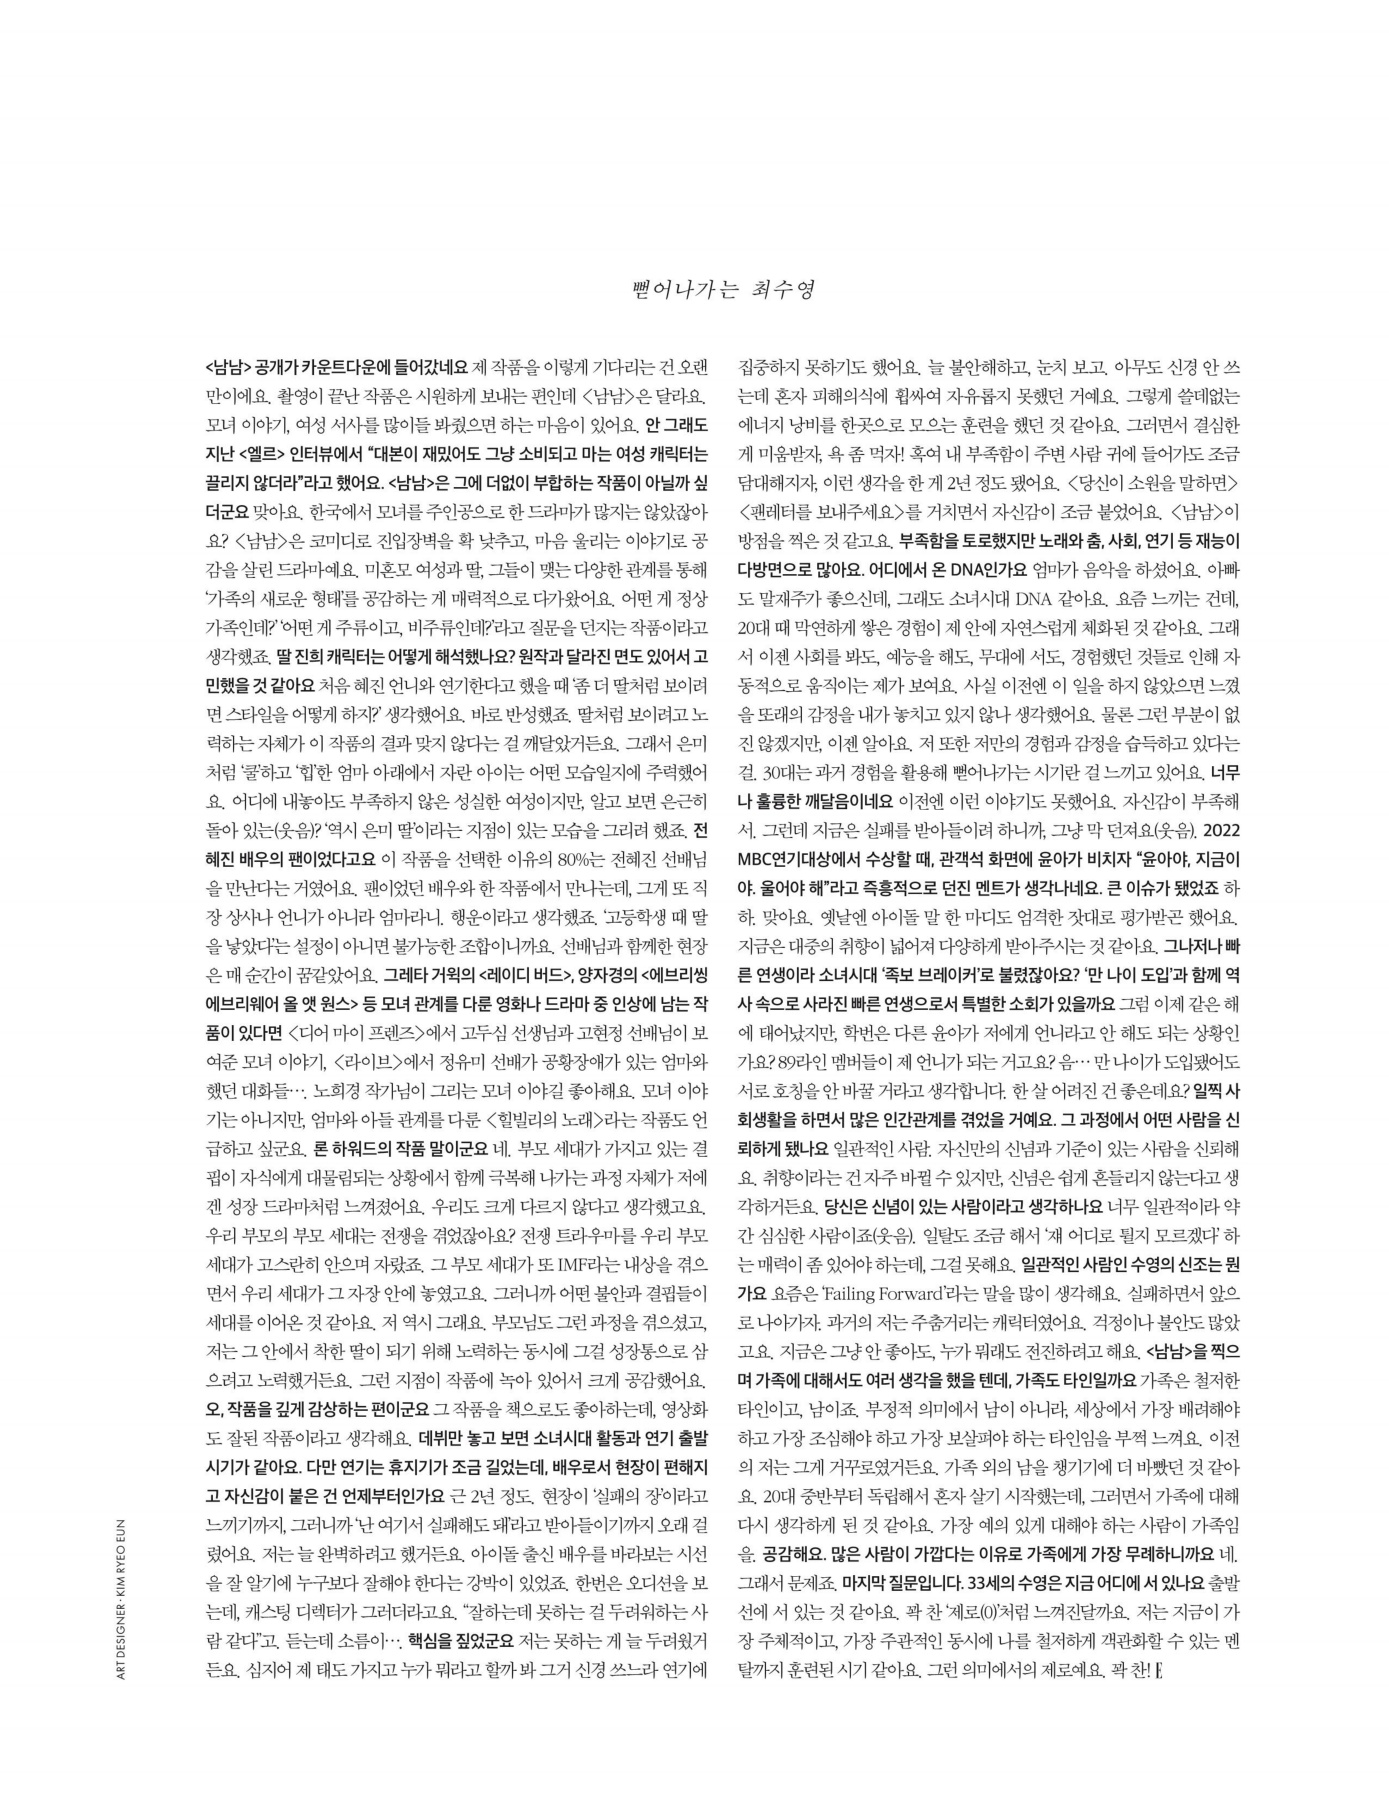 뻗어나가는 최수영
<남남> 공개가 카운트다운에 들어갔네요 제 작품을 이렇게 기다리는 건 오랜
만이에요. 촬영이 끝난 작품은 시원하게 보내는 편인데 <남남>은 달라요.
모녀 이야기, 여성 서사를 많이들 봐줬으면 하는 마음이 있어요. 안 그래도
지난 <엘르> 인터뷰에서 “대본이 재밌어도 그냥 소비되고 마는 여성 캐릭터는
끌리지 않더라”라고 했어요. <남남>은 그에 더없이 부합하는 작품이 아닐까 싶
더군요 맞아요. 한국에서 모녀를 주인공으로 한 드라마가 많지는 않았잖아
요? <남남>은 코미디로 진입장벽을 확 낮추고, 마음 울리는 이야기로 공
감을 살린 드라마예요. 미혼모 여성과 딸, 그들이 맺는 다양한 관계를 통해
‘가족의 새로운 형태’를 공감하는 게 매력적으로 다가왔어요. 어떤 게 정상
가족인데?’ ‘어떤 게 주류이고, 비주류인데?’라고 질문을 던지는 작품이라고
생각했죠. 딸 진희 캐릭터는 어떻게 해석했나요? 원작과 달라진 면도 있어서 고
민했을 것 같아요 처음 혜진 언니와 연기한다고 했을 때 ‘좀 더 딸처럼 보이려
면 스타일을 어떻게 하지?’ 생각했어요. 바로 반성했죠. 딸처럼 보이려고 노
력하는 자체가 이 작품의 결과 맞지 않다는 걸 깨달았거든요. 그래서 은미
처럼 ‘쿨’하고 ‘힙’한 엄마 아래에서 자란 아이는 어떤 모습일지에 주력했어
요. 어디에 내놓아도 부족하지 않은 성실한 여성이지만, 알고 보면 은근히
돌아 있는(웃음)? ‘역시 은미 딸’이라는 지점이 있는 모습을 그리려 했죠. 전
혜진 배우의 팬이었다고요 이 작품을 선택한 이유의 80%는 전혜진 선배님
을 만난다는 거였어요. 팬이었던 배우와 한 작품에서 만나는데, 그게 또 직
장 상사나 언니가 아니라 엄마라니. 행운이라고 생각했죠. ‘고등학생 때 딸
을 낳았다’는 설정이 아니면 불가능한 조합이니까요. 선배님과 함께한 현장
은 매 순간이 꿈같았어요. 그레타 거윅의 <레이디 버드>, 양자경의 <에브리씽
에브리웨어 올 앳 원스> 등 모녀 관계를 다룬 영화나 드라마 중 인상에 남는 작
품이 있다면 <디어 마이 프렌즈>에서 고두심 선생님과 고현정 선배님이 보
여준 모녀 이야기, <라이브>에서 정유미 선배가 공황장애가 있는 엄마와
했던 대화들…. 노희경 작가님이 그리는 모녀 이야길 좋아해요. 모녀 이야
기는 아니지만, 엄마와 아들 관계를 다룬 <힐빌리의 노래>라는 작품도 언
급하고 싶군요. 론 하워드의 작품 말이군요 네. 부모 세대가 가지고 있는 결
핍이 자식에게 대물림되는 상황에서 함께 극복해 나가는 과정 자체가 저에
겐 성장 드라마처럼 느껴졌어요. 우리도 크게 다르지 않다고 생각했고요.
우리 부모의 부모 세대는 전쟁을 겪었잖아요? 전쟁 트라우마를 우리 부모
세대가 고스란히 안으며 자랐죠. 그 부모 세대가 또 IMF라는 내상을 겪으
면서 우리 세대가 그 자장 안에 놓였고요. 그러니까 어떤 불안과 결핍들이
세대를 이어온 것 같아요. 저 역시 그래요. 부모님도 그런 과정을 겪으셨고,
저는 그 안에서 착한 딸이 되기 위해 노력하는 동시에 그걸 성장통으로 삼
으려고 노력했거든요. 그런 지점이 작품에 녹아 있어서 크게 공감했어요.
오, 작품을 깊게 감상하는 편이군요 그 작품을 책으로도 좋아하는데, 영상화
도 잘된 작품이라고 생각해요. 데뷔만 놓고 보면 소녀시대 활동과 연기 출발
시기가 같아요. 다만 연기는 휴지기가 조금 길었는데, 배우로서 현장이 편해지
고 자신감이 붙은 건 언제부터인가요 근 2년 정도. 현장이 ‘실패의 장’이라고
느끼기까지, 그러니까 ‘난 여기서 실패해도 돼’라고 받아들이기까지 오래 걸
렸어요. 저는 늘 완벽하려고 했거든요. 아이돌 출신 배우를 바라보는 시선
을 잘 알기에 누구보다 잘해야 한다는 강박이 있었죠. 한번은 오디션을 보
는데, 캐스팅 디렉터가 그러더라고요. “잘하는데 못하는 걸 두려워하는 사
람 같다”고. 듣는데 소름이…. 핵심을 짚었군요 저는 못하는 게 늘 두려웠거
든요. 심지어 제 태도 가지고 누가 뭐라고 할까 봐 그거 신경 쓰느라 연기에
집중하지 못하기도 했어요. 늘 불안해하고, 눈치 보고. 아무도 신경 안 쓰
는데 혼자 피해의식에 휩싸여 자유롭지 못했던 거예요. 그렇게 쓸데없는
에너지 낭비를 한곳으로 모으는 훈련을 했던 것 같아요. 그러면서 결심한
게 미움받자, 욕 좀 먹자! 혹여 내 부족함이 주변 사람 귀에 들어가도 조금
담대해지자, 이런 생각을 한 게 2년 정도 됐어요. <당신이 소원을 말하면>
<팬레터를 보내주세요>를 거치면서 자신감이 조금 붙었어요. <남남>이
방점을 찍은 것 같고요. 부족함을 토로했지만 노래와 춤, 사회, 연기 등 재능이
다방면으로 많아요. 어디에서 온 DNA인가요 엄마가 음악을 하셨어요. 아빠
도 말재주가 좋으신데, 그래도 소녀시대 DNA 같아요. 요즘 느끼는 건데,
20대 때 막연하게 쌓은 경험이 제 안에 자연스럽게 체화된 것 같아요. 그래
서 이젠 사회를 봐도, 예능을 해도, 무대에 서도, 경험했던 것들로 인해 자
동적으로 움직이는 제가 보여요. 사실 이전엔 이 일을 하지 않았으면 느꼈
을 또래의 감정을 내가 놓치고 있지 않나 생각했어요. 물론 그런 부분이 없
진 않겠지만, 이젠 알아요. 저 또한 저만의 경험과 감정을 습득하고 있다는
걸. 30대는 과거 경험을 활용해 뻗어나가는 시기란 걸 느끼고 있어요. 너무
나 훌륭한 깨달음이네요 이전엔 이런 이야기도 못했어요. 자신감이 부족해
서. 그런데 지금은 실패를 받아들이려 하니까, 그냥 막 던져요(웃음). 2022
MBC연기대상에서 수상할 때, 관객석 화면에 윤아가 비치자 “윤아야, 지금이
야. 울어야 해”라고 즉흥적으로 던진 멘트가 생각나네요. 큰 이슈가 됐었죠 하
하. 맞아요. 옛날엔 아이돌 말 한 마디도 엄격한 잣대로 평가받곤 했어요.
지금은 대중의 취향이 넓어져 다양하게 받아주시는 것 같아요. 그나저나 빠
른 연생이라 소녀시대 ‘족보 브레이커’로 불렸잖아요? ‘만 나이 도입’과 함께 역
사 속으로 사라진 빠른 연생으로서 특별한 소회가 있을까요 그럼 이제 같은 해
에 태어났지만, 학번은 다른 윤아가 저에게 언니라고 안 해도 되는 상황인
가요? 89라인 멤버들이 제 언니가 되는 거고요? 음… 만 나이가 도입됐어도
서로 호칭을 안 바꿀 거라고 생각합니다. 한 살 어려진 건 좋은데요? 일찍 사
회생활을 하면서 많은 인간관계를 겪었을 거예요. 그 과정에서 어떤 사람을 신
뢰하게 됐나요 일관적인 사람. 자신만의 신념과 기준이 있는 사람을 신뢰해
요. 취향이라는 건 자주 바뀔 수 있지만, 신념은 쉽게 흔들리지 않는다고 생
각하거든요. 당신은 신념이 있는 사람이라고 생각하나요 너무 일관적이라 약
간 심심한 사람이죠(웃음). 일탈도 조금 해서 ‘쟤 어디로 튈지 모르겠다’ 하
는 매력이 좀 있어야 하는데, 그걸 못해요. 일관적인 사람인 수영의 신조는 뭔
가요 요즘은 ‘Failing Forward’라는 말을 많이 생각해요. 실패하면서 앞으
로 나아가자. 과거의 저는 주춤거리는 캐릭터였어요. 걱정이나 불안도 많았
고요. 지금은 그냥 안 좋아도, 누가 뭐래도 전진하려고 해요. <남남>을 찍으
며 가족에 대해서도 여러 생각을 했을 텐데, 가족도 타인일까요 가족은 철저한
타인이고, 남이죠. 부정적 의미에서 남이 아니라, 세상에서 가장 배려해야
하고 가장 조심해야 하고 가장 보살펴야 하는 타인임을 부쩍 느껴요. 이전
의 저는 그게 거꾸로였거든요. 가족 외의 남을 챙기기에 더 바빴던 것 같아
요. 20대 중반부터 독립해서 혼자 살기 시작했는데, 그러면서 가족에 대해
다시 생각하게 된 것 같아요. 가장 예의 있게 대해야 하는 사람이 가족임
을. 공감해요. 많은 사람이 가깝다는 이유로 가족에게 가장 무례하니까요 네.
그래서 문제죠. 마지막 질문입니다. 33세의 수영은 지금 어디에 서 있나요 출발
선에 서 있는 것 같아요. 꽉 찬 ‘제로(0)’처럼 느껴진달까요. 저는 지금이 가
장 주체적이고, 가장 주관적인 동시에 나를 철저하게 객관화할 수 있는 멘
탈까지 훈련된 시기 같아요. 그런 의미에서의 제로예요. 꽉 찬! E
ART DESIGNER · KIM RYEO EUN